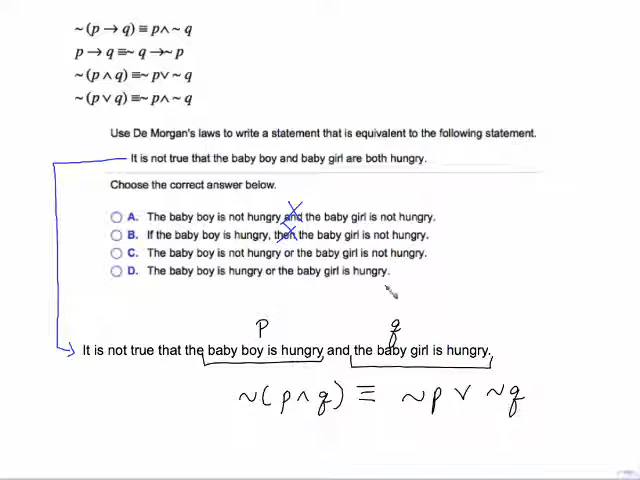 ~(p → q) ≡ p∧ ~ q
p → q ≡~ q →~ p
~(p ∧ q) ≡~ p∨ ~ q
~(p ∨ q) ≡~ p∧ ~ q
Use De Morgan's laws to write a statement that is equivalent to the following statement.
It is not true that the baby boy and baby girl are both hungry.
Choose the correct answer below.
A. The baby boy is not hungry and the baby girl is not hungry.
B. If the baby boy is hungry, then the baby girl is not hungry.
C. The baby boy is not hungry or the baby girl is not hungry.
D. The baby boy is hungry or the baby girl is hungry.
p q
It is not true that the baby boy is hungry and the baby girl is hungry.
~(p ∧ q) ≡ ~p ∨ ~q